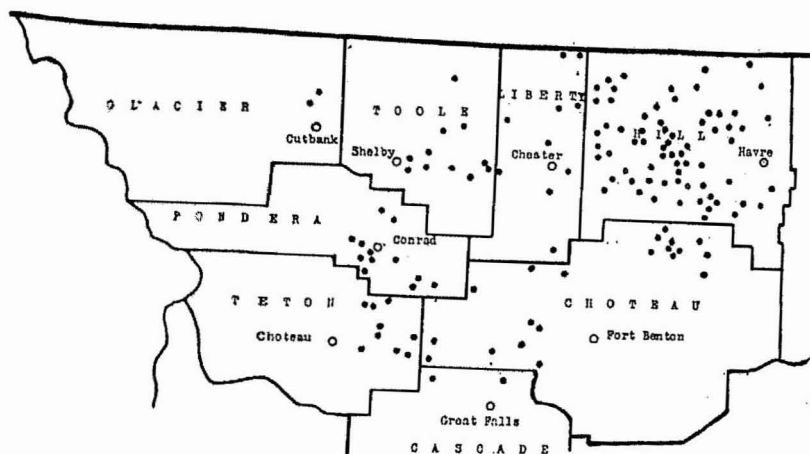 LIBERTY
GLACIER
TOOLE
HILL
Cutbank
Shelby
Chester
Havre
PONDERA
Conrad
TETON
CHOTEAU
Choteau
Fort Benton
Great Falls
CASCADE